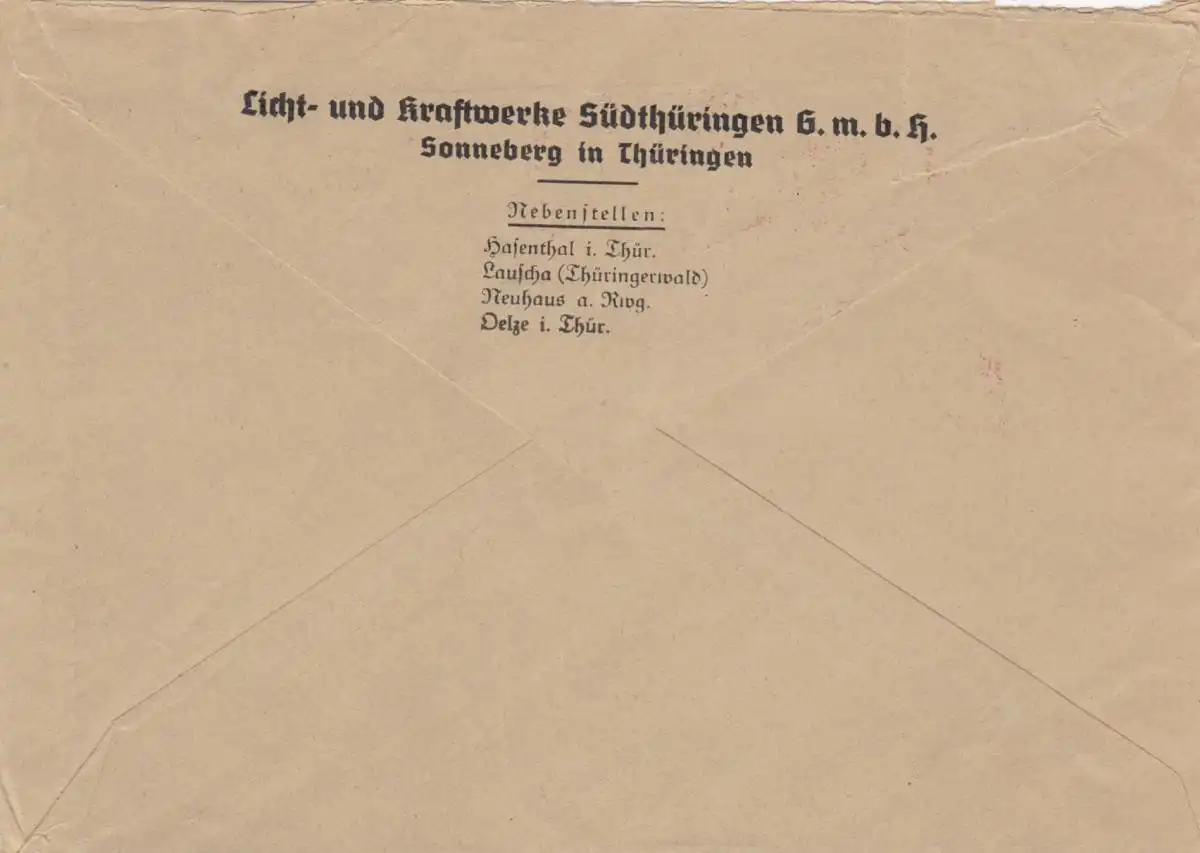 Licht- und Kraftwerke Südthüringen G. m. b. H.
Sonneberg in Thüringen
Nebenstellen:
Hasenthal i. Thür.
Lauscha (Thüringerwald)
Neuhaus a. Rwg.
Oelze i. Thür.